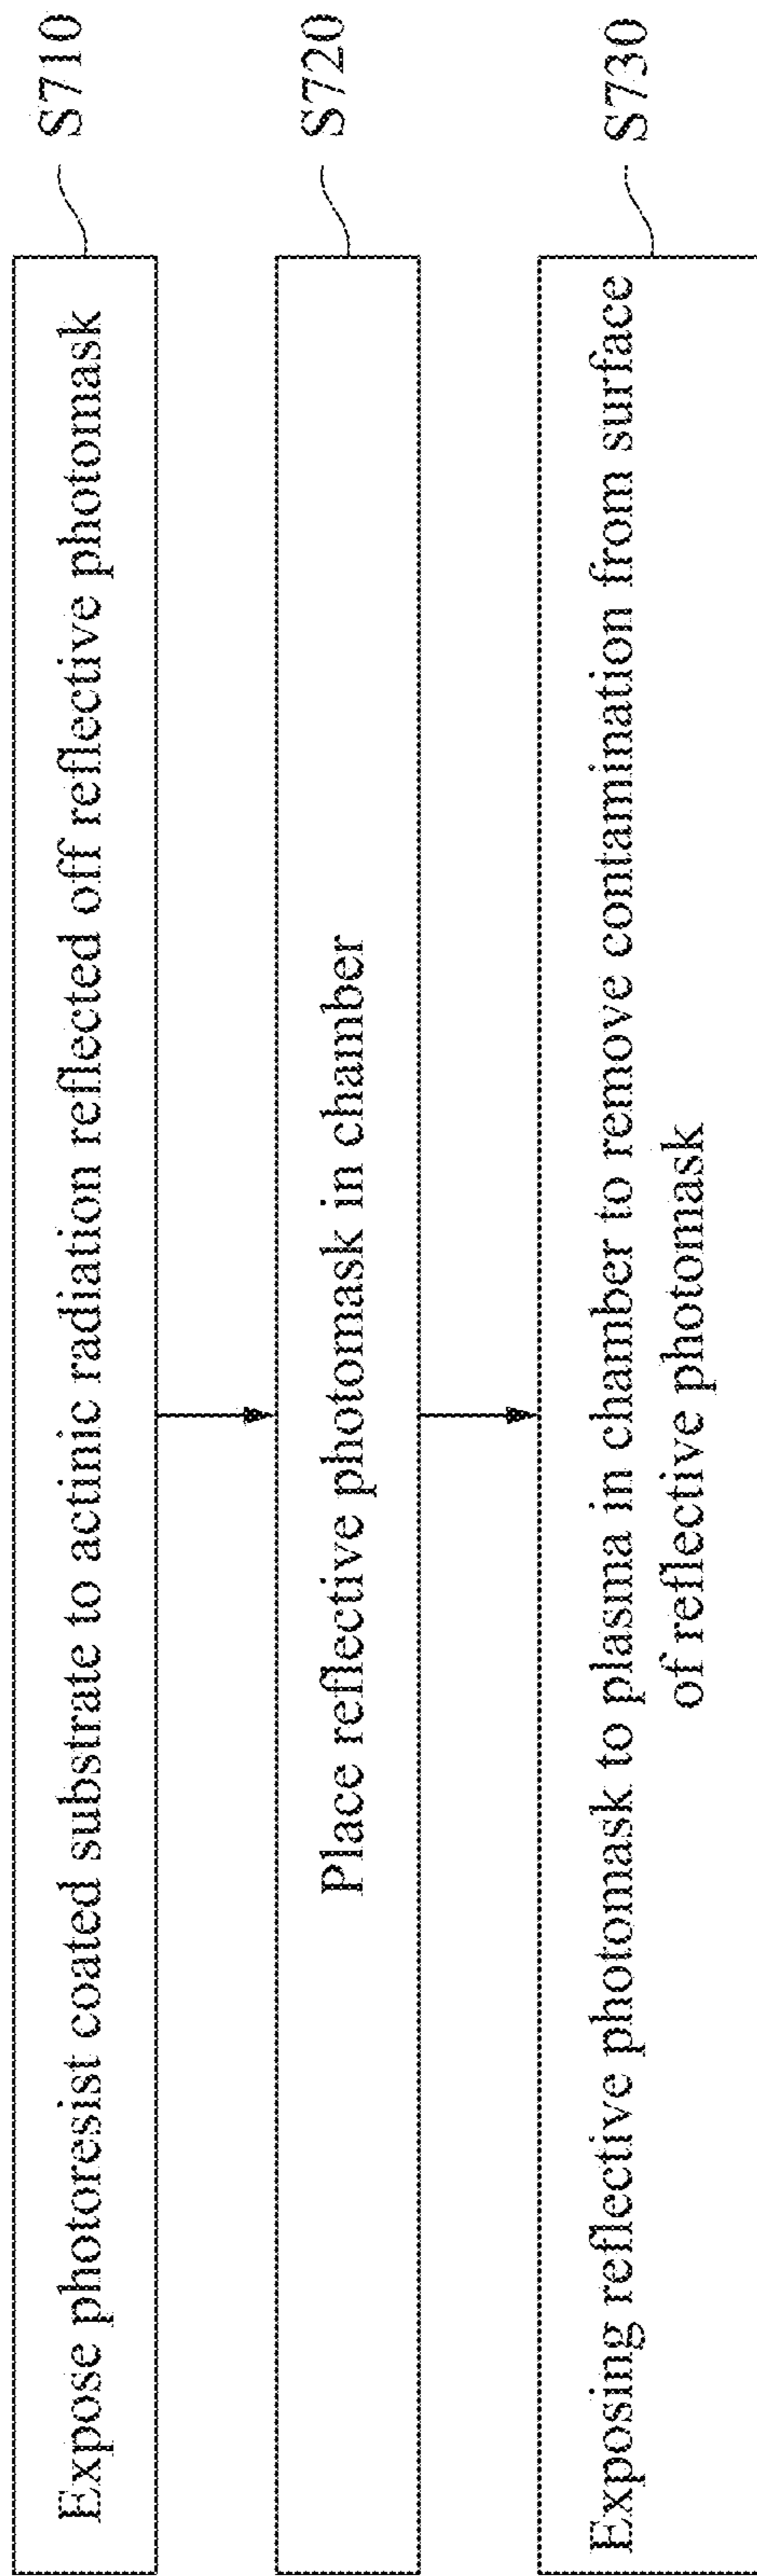 Expose photoresist coated substrate to actinic radiation reflected off reflective photomask
S710
Place reflective photomask in chamber
S720
Exposing reflective photomask to plasma in chamber to remove contamination from surface
of reflective photomask
S730